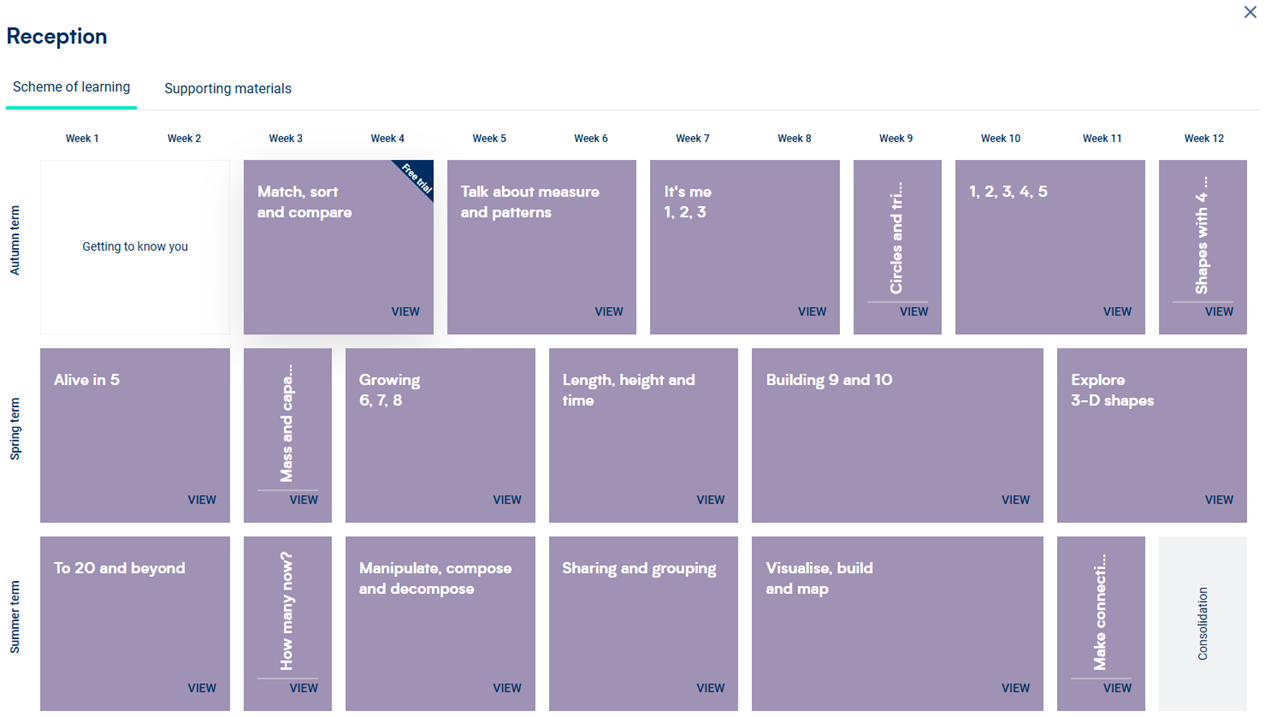 Reception
Scheme of learning
Supporting materials
Week 1
Week 2
Week 3
Week 4
Week 5
Week 6
Week 7
Week 8
Week 9
Week 10
Week 11
Week 12
Autumn term
Getting to know you
Match, sort
and compare
Free trial
VIEW
Talk about measure
and patterns
VIEW
It's me
1, 2, 3
VIEW
Circles and tri...
VIEW
1, 2, 3, 4, 5
VIEW
Shapes with 4 ...
VIEW
Spring term
Alive in 5
VIEW
Mass and capa...
VIEW
Growing
6, 7, 8
VIEW
Length, height and
time
VIEW
Building 9 and 10
VIEW
Explore
3-D shapes
VIEW
Summer term
To 20 and beyond
VIEW
How many now?
VIEW
Manipulate, compose
and decompose
VIEW
Sharing and grouping
VIEW
Visualise, build
and map
VIEW
Make connecti...
VIEW
Consolidation